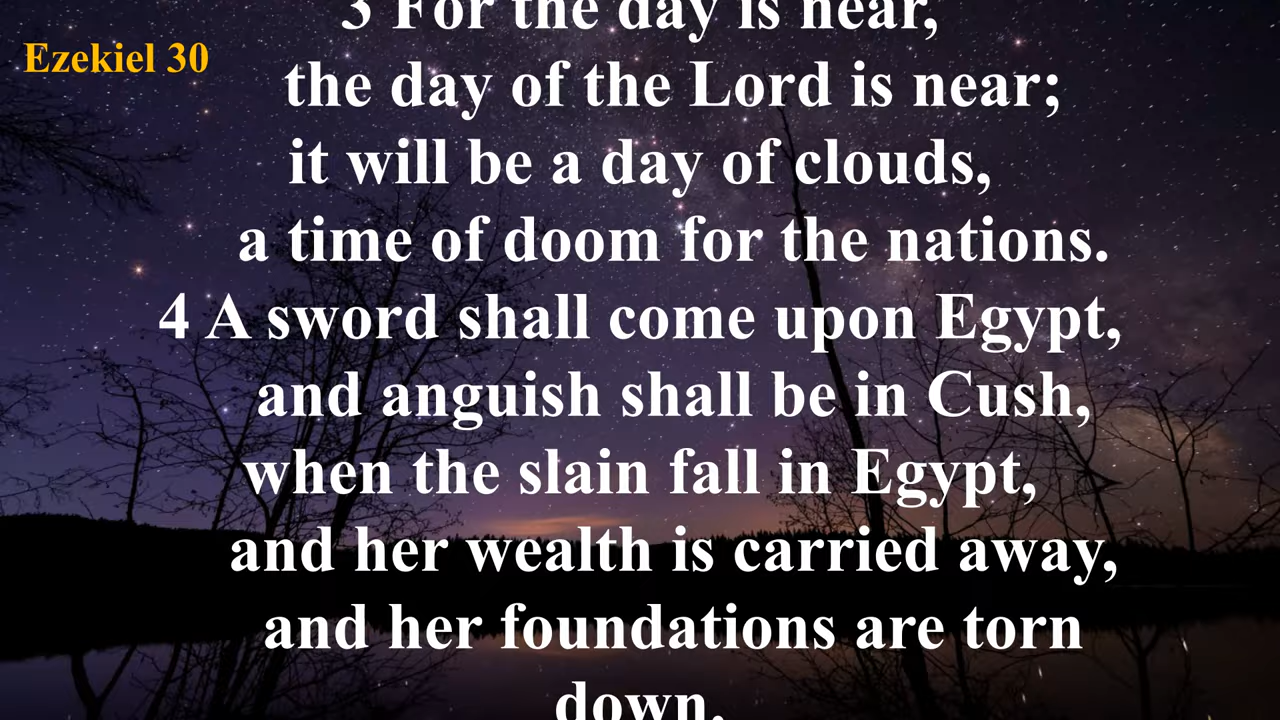 3 For the day is near,
Ezekiel 30
the day of the Lord is near;
it will be a day of clouds,
a time of doom for the nations.
4 A sword shall come upon Egypt,
and anguish shall be in Cush,
when the slain fall in Egypt,
and her wealth is carried away,
and her foundations are torn
down.